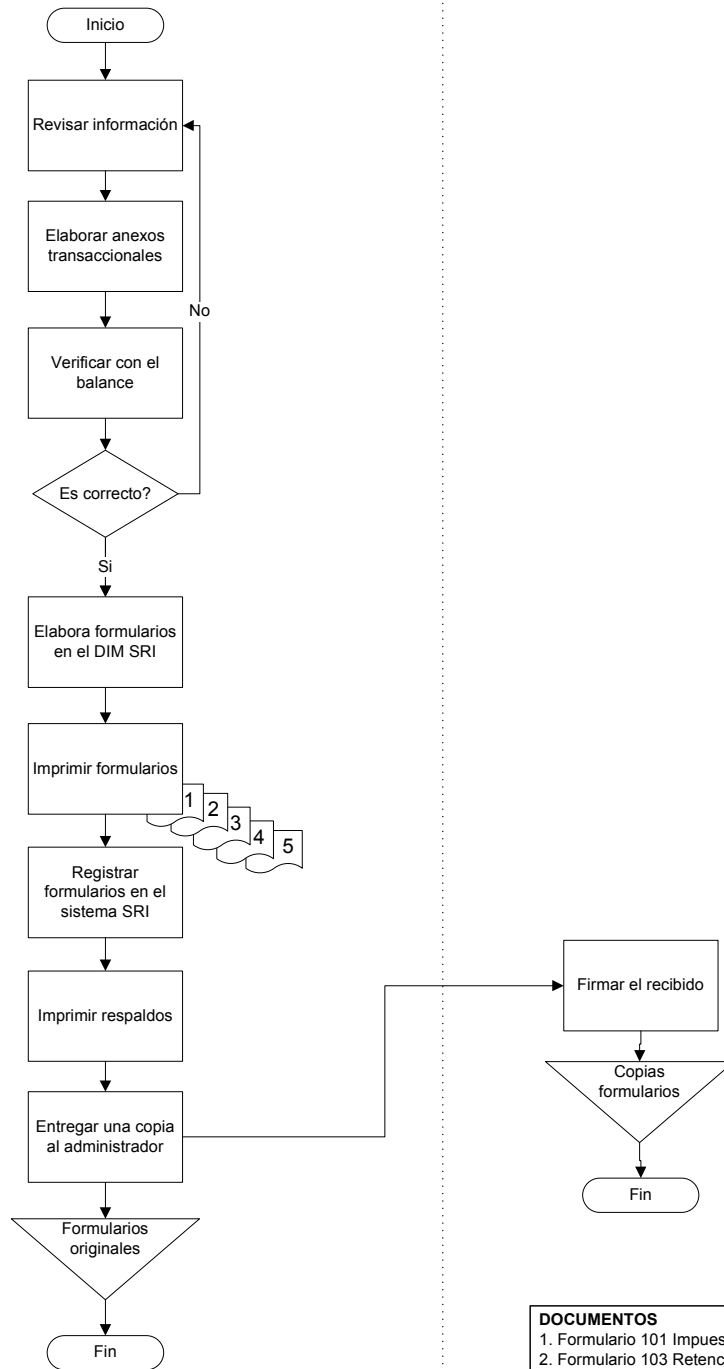 Inicio
Revisar información
Elaborar anexos
transaccionales
No
Verificar con el
balance
Es correcto?
Si
Elabora formularios
en el DIM SRI
Imprimir formularios
1
2
3
4
5
Registrar
formularios en el
sistema SRI
Imprimir respaldos
Entregar una copia
al administrador
Formularios
originales
Fin
Firmar el recibido
Copias
formularios
Fin
DOCUMENTOS
1. Formulario 101 Impues
2. Formulario 103 Retenc